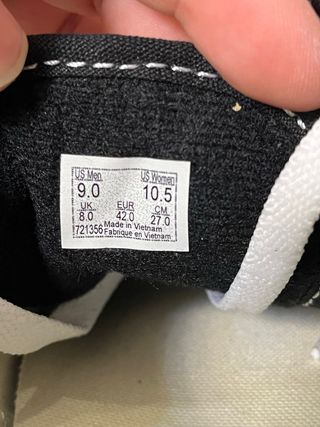 US Men US Women
9.0 10.5
UK EUR CM
8.0 42.0 27.0
Made in Vietnam
721356 Fabrique en Vietnam